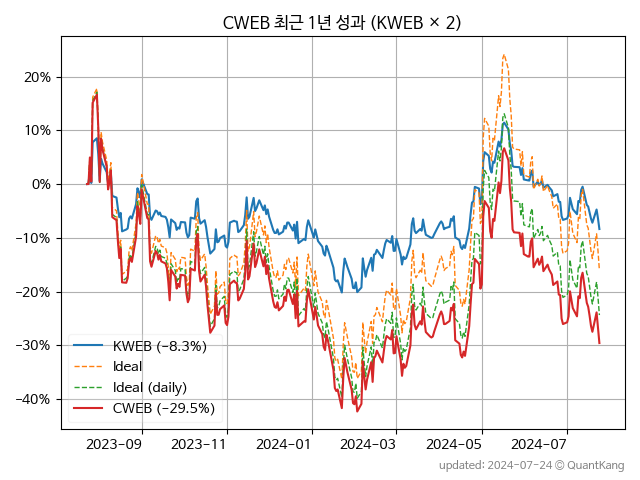 CWEB 최근 1년 성과 (KWEB × 2)
20%
10%
0%
−10%
−20%
−30%
−40%
KWEB (−8.3%)
Ideal
Ideal (daily)
CWEB (−29.5%)
2023-09 2023-11 2024-01 2024-03 2024-05 2024-07
updated: 2024-07-24 © QuantKang